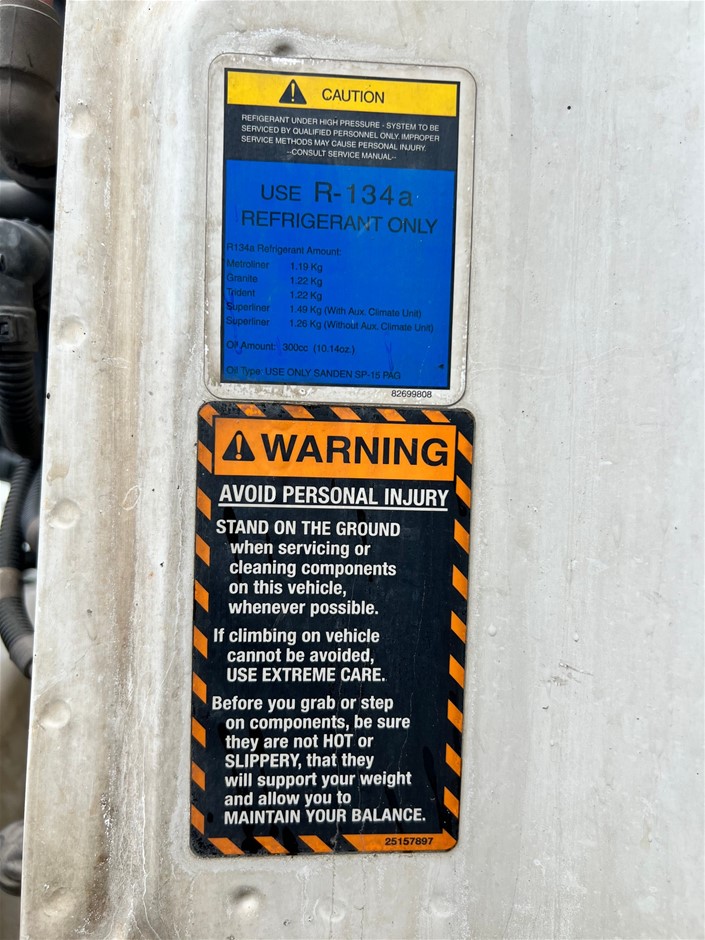 CAUTION
REFIGERANT UNDER HIGH PRESSURE - SYSTEM TO BE
SERVICED BY QUALIFIED PERSONNEL ONLY. IMPROPER
SERVICE METHODS MAY CAUSE PERSONAL INJURY.
--CONSULT SERVICE MANUAL--
USE R-134a
REFRIGERANT ONLY
R134a Refrigerant Amount:
Metroliner 1.19 Kg
Granite 1.22 Kg
Trident 1.22 Kg
Superliner 1.49 Kg (With Aux. Climate Unit)
Superliner 1.26 Kg (Without Aux. Climate Unit)
Oil Amount: 300cc (10.14oz.)
Oil Type: USE ONLY SANDEN SP-15 PAG
82699808
WARNING
AVOID PERSONAL INJURY
STAND ON THE GROUND
when servicing or
cleaning components
on this vehicle,
whenever possible.
If climbing on vehicle
cannot be avoided,
USE EXTREME CARE.
Before you grab or step
on components, be sure
they are not HOT or
SLIPPERY, that they
will support your weight
and allow you to
MAINTAIN YOUR BALANCE.
25157897